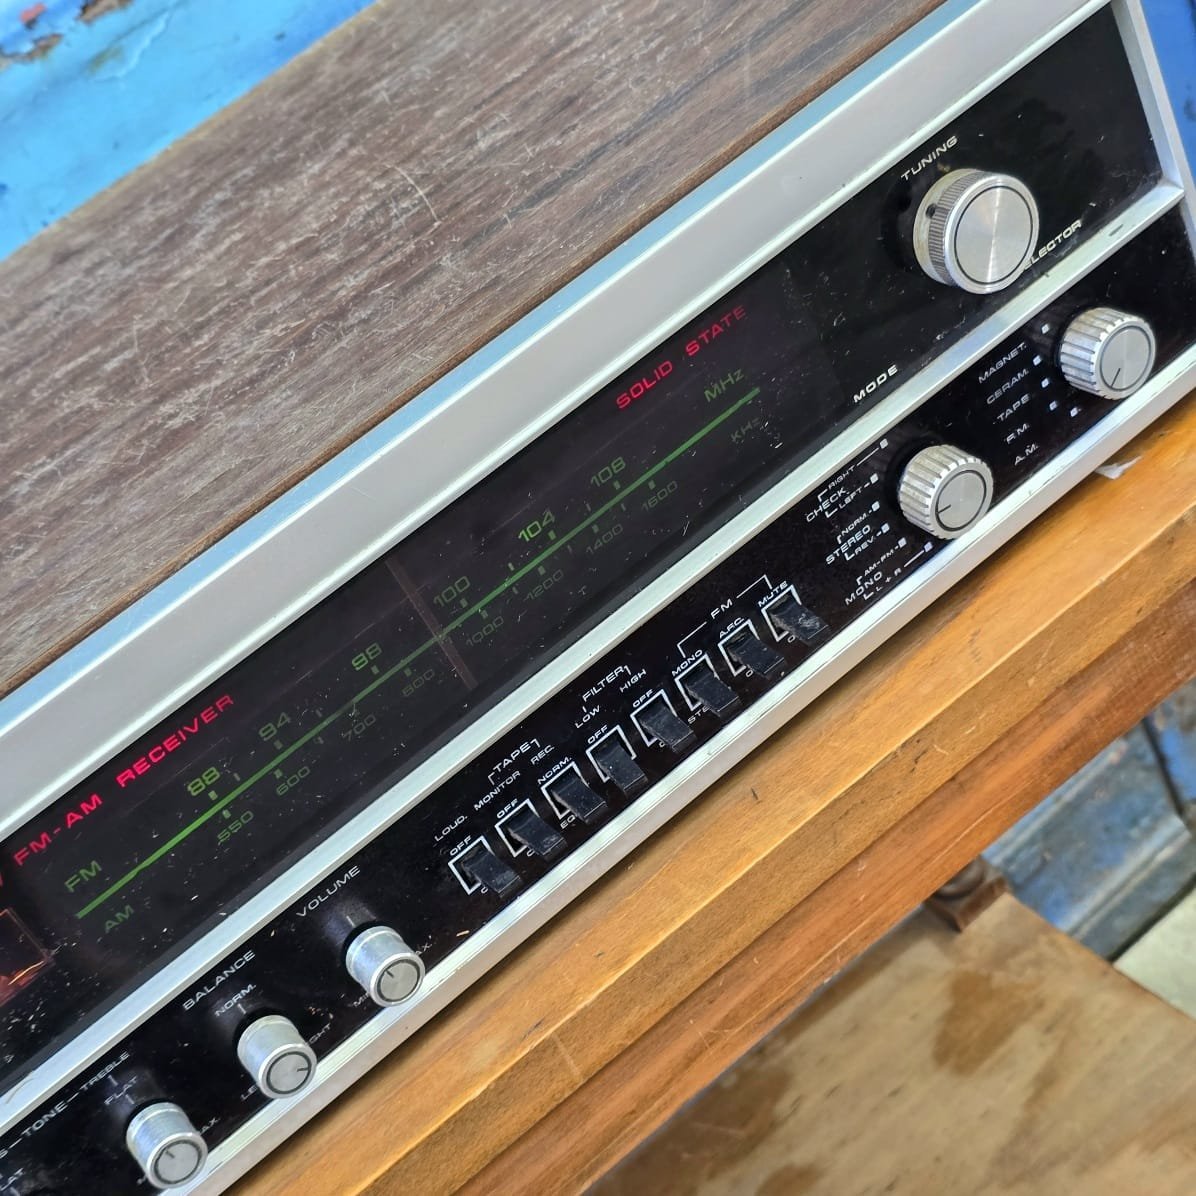 FM-AM RECEIVER
SOLID STATE
TUNING
FM 88 94 98 100 104 108 MHz
AM 550 600 700 800 1000 1200 1400 1600 KHz
TONE TREBLE
FLAT
BALANCE
NORM.
VOLUME
LOUD.
OFF
TAPE
MONITOR REC.
OFF NORM.
FILTER
LOW HIGH
OFF OFF
FM
MONO AFC. MUTE
MODE
RIGHT
CHECK
LEFT
NORM.
STEREO
REV.
AM-FM
MONO
L + R
MAGNET.
CERAM.
TAPE
F.M.
A.M.